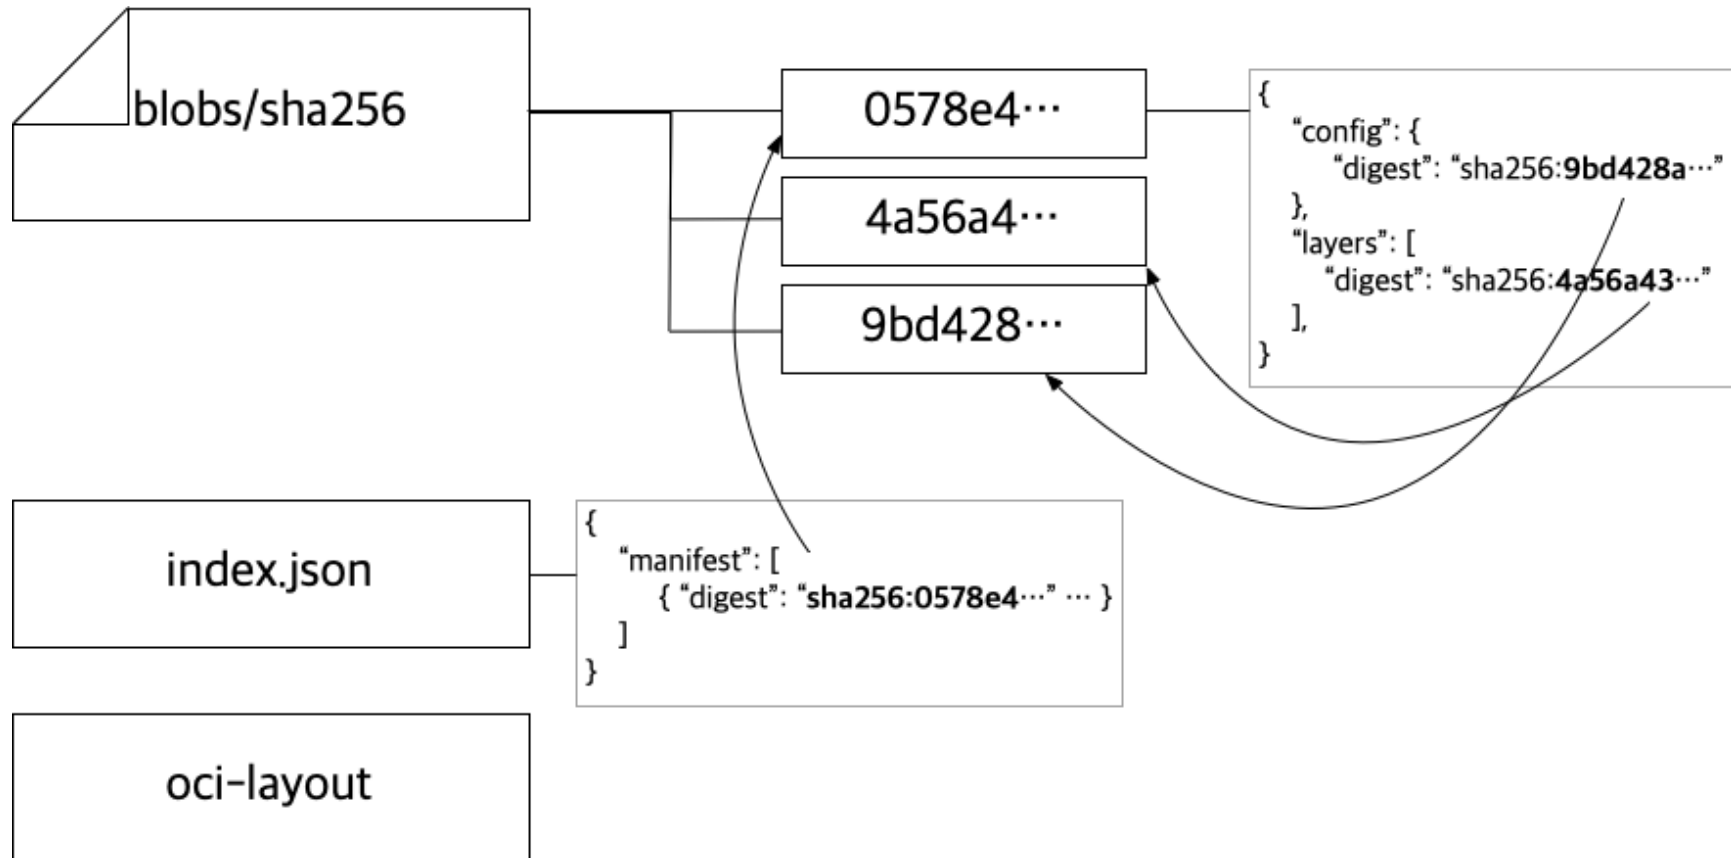 blobs/sha256
0578e4…
4a56a4…
9bd428…
{
“config”: {
“digest”: “sha256:9bd428a…”
},
“layers”: [
“digest”: “sha256:4a56a43…”
],
}
index.json
{
“manifest”: [
{ “digest”: “sha256:0578e4…” … }
]
}
oci-layout